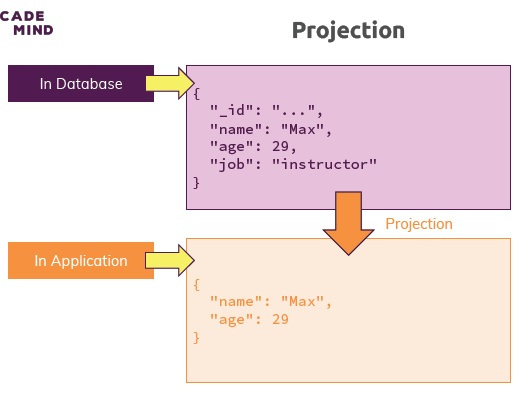 CADE
MIND
Projection
In Database
{
"_id": "...",
"name": "Max",
"age": 29,
"job": "instructor"
}
Projection
In Application
{
"name": "Max",
"age": 29
}